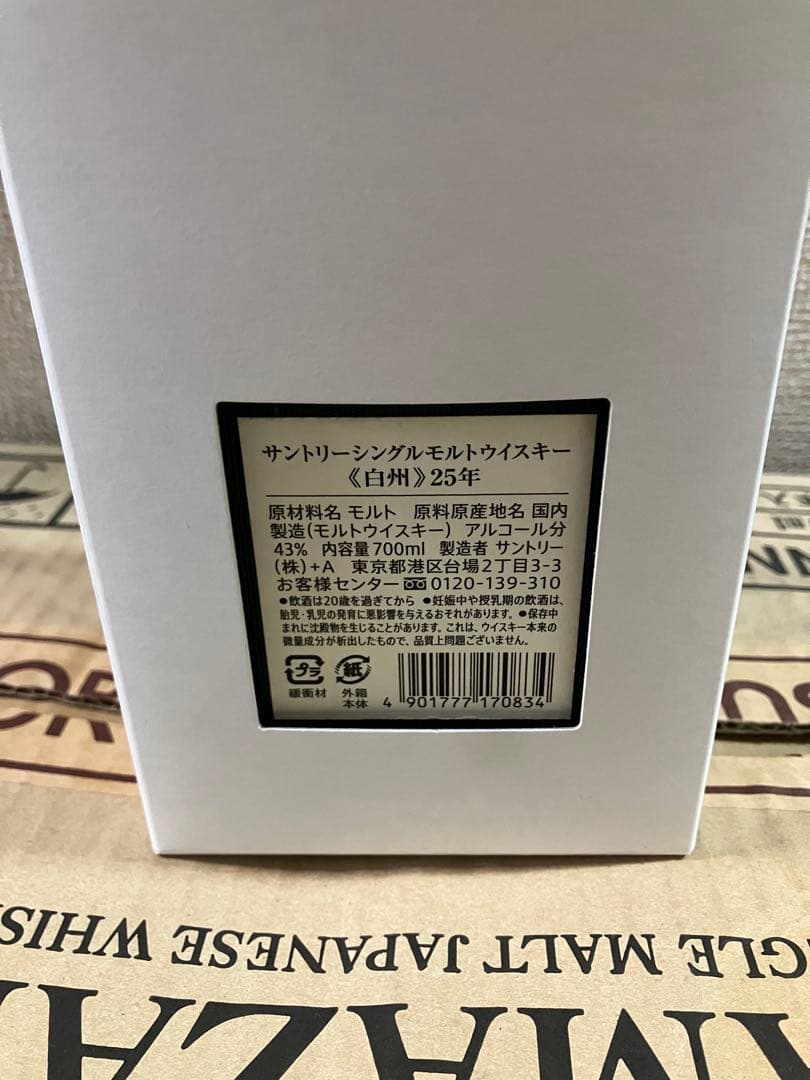 サントリーシングルモルトウイスキー
《白州》25年
原材料名 モルト 原料原産地名 国内
製造(モルトウイスキー) アルコール分
43% 内容量700ml 製造者 サントリー
(株)+A 東京都港区台場2丁目3-3
お客様センター 0120-139-310
●飲酒は20歳を過ぎてから ●妊娠中や授乳期の飲酒は、
胎児・乳児の発育に悪影響を与えるおそれがあります。●保存中
まれに沈殿物を生じることがあります。これは、ウイスキー本来の
微量成分が析出したもので、品質上問題ございません。
プラ 紙
緩衝材 外箱
本体
4 901777 170834
GLE MALT JAPANESE WHIS
AMAZA